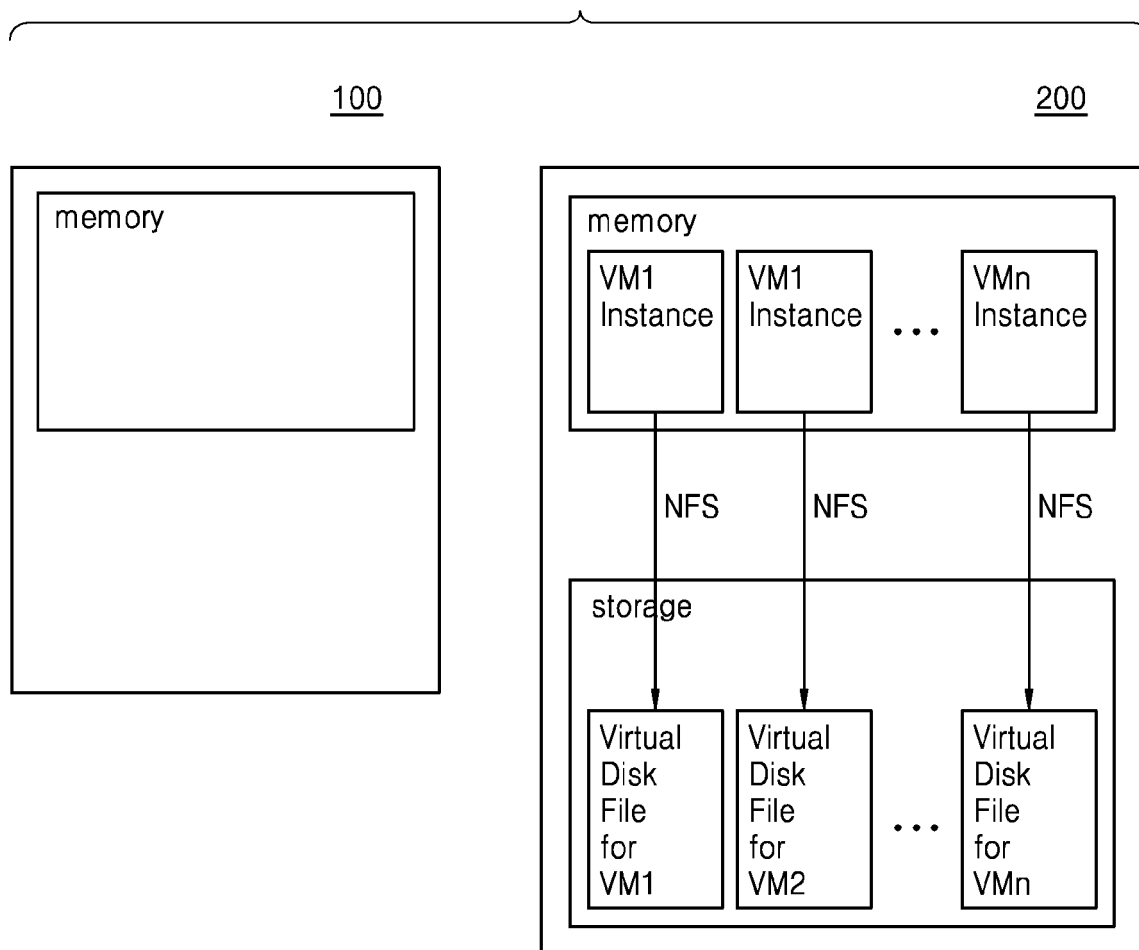 100
200
memory
memory
VM1
Instance
VM1
Instance
...
VMn
Instance
NFS
NFS
NFS
storage
Virtual
Disk
File
for
VM1
Virtual
Disk
File
for
VM2
...
Virtual
Disk
File
for
VMn